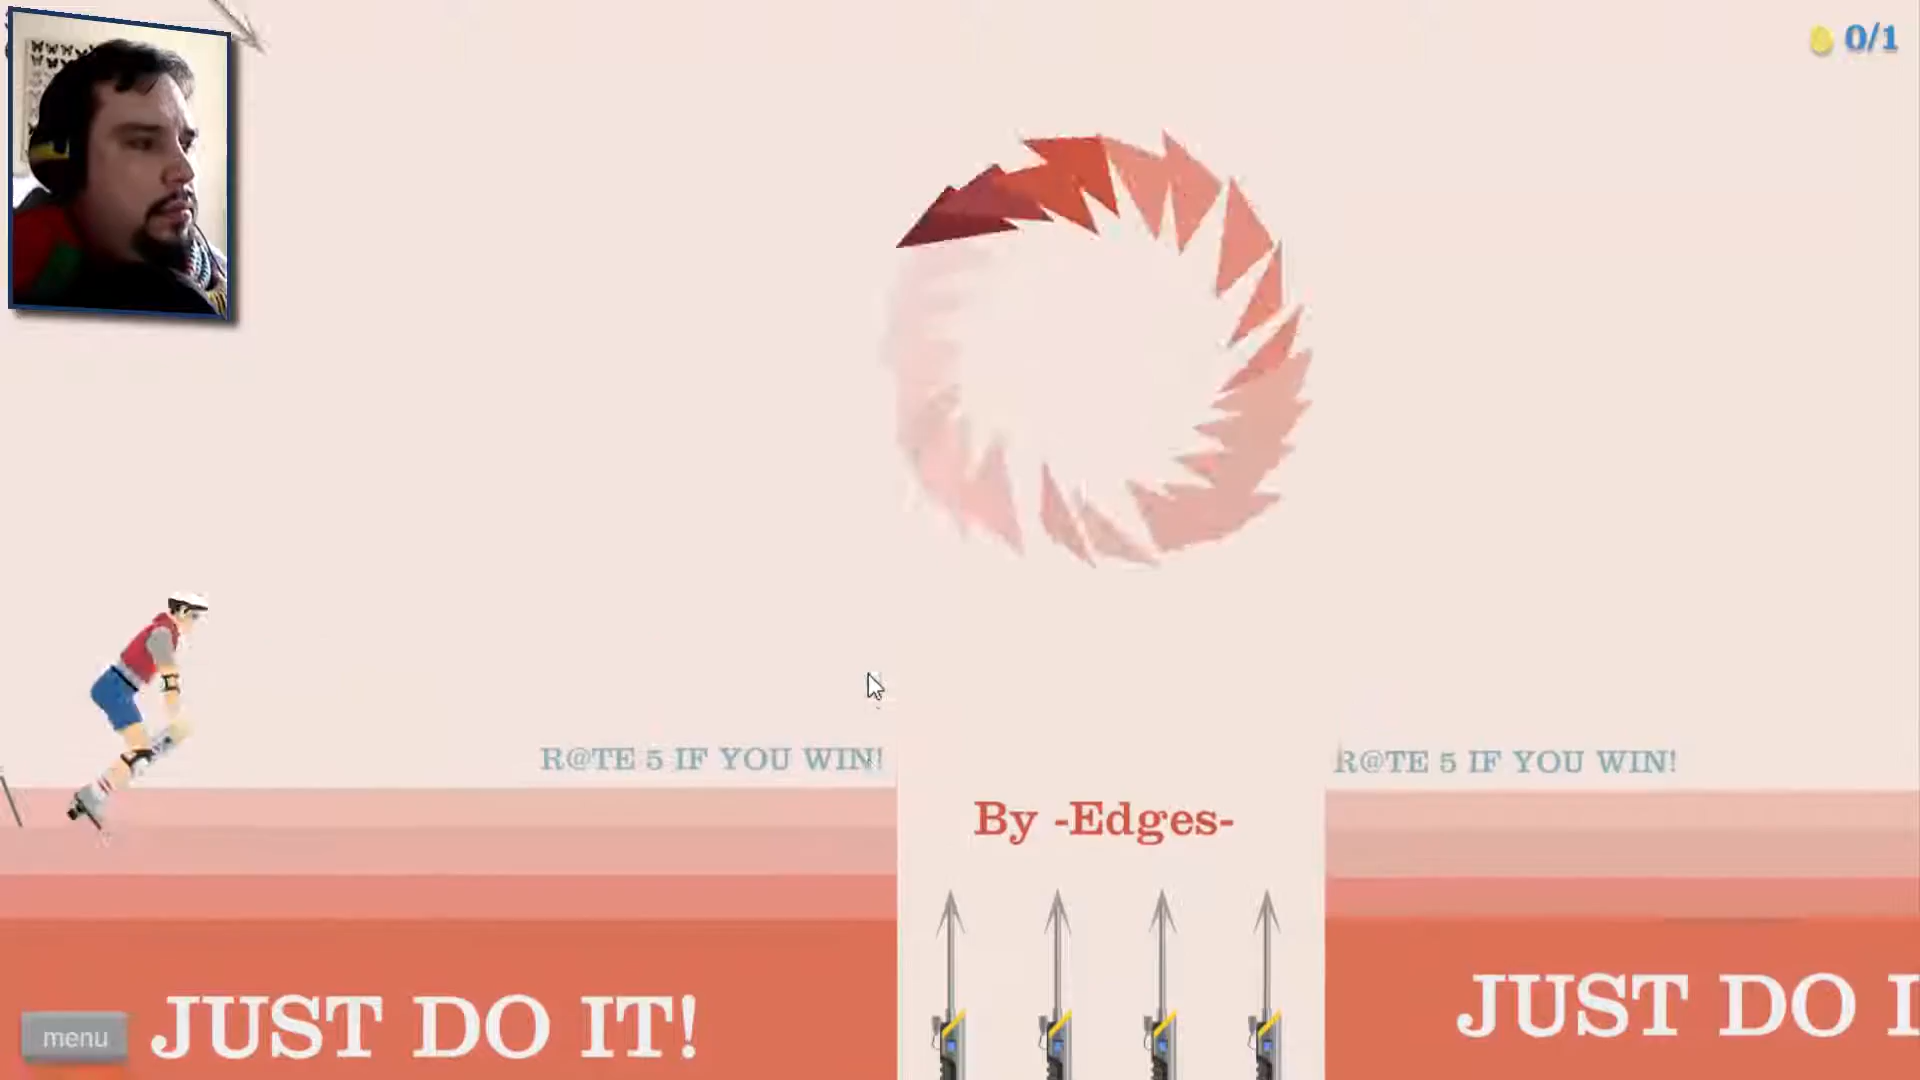 0/1
R@TE 5 IF YOU WIN!
R@TE 5 IF YOU WIN!
By -Edges-
JUST DO IT!
JUST DO I
menu